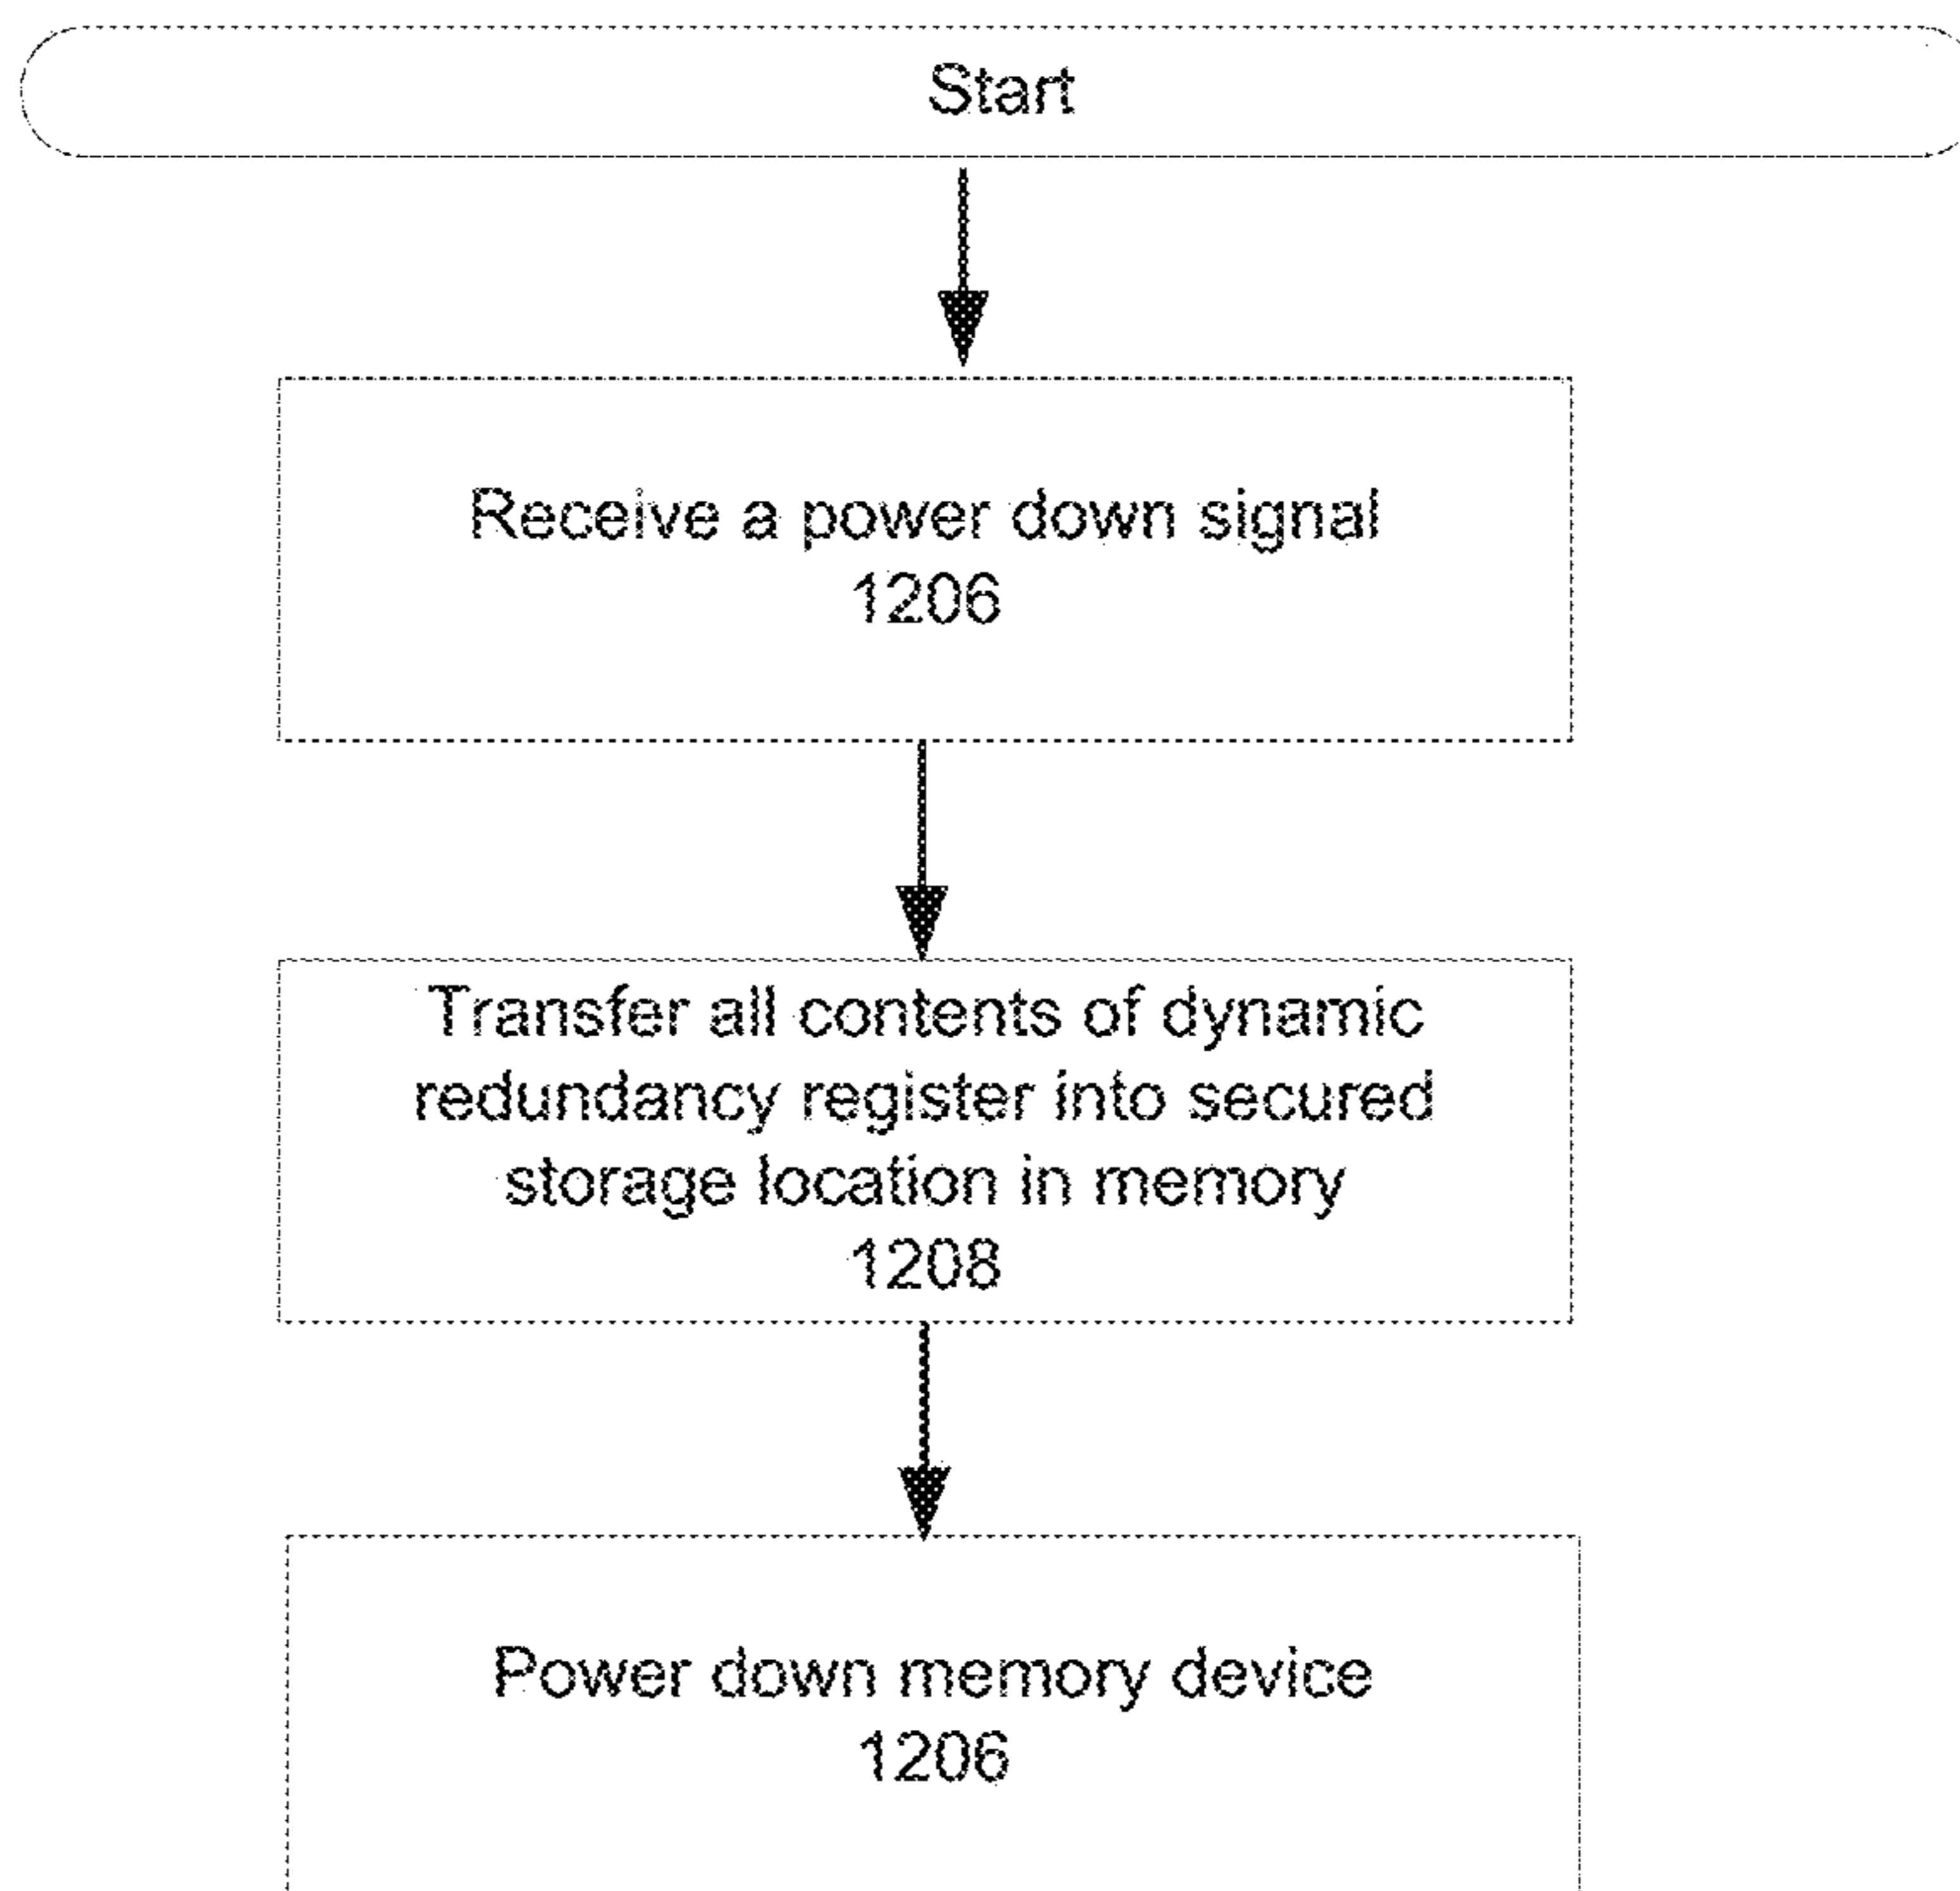 Start
Receive a power down signal
1206
Transfer all contents of dynamic
redundancy register into secured
storage location in memory
1208
Power down memory device
1206